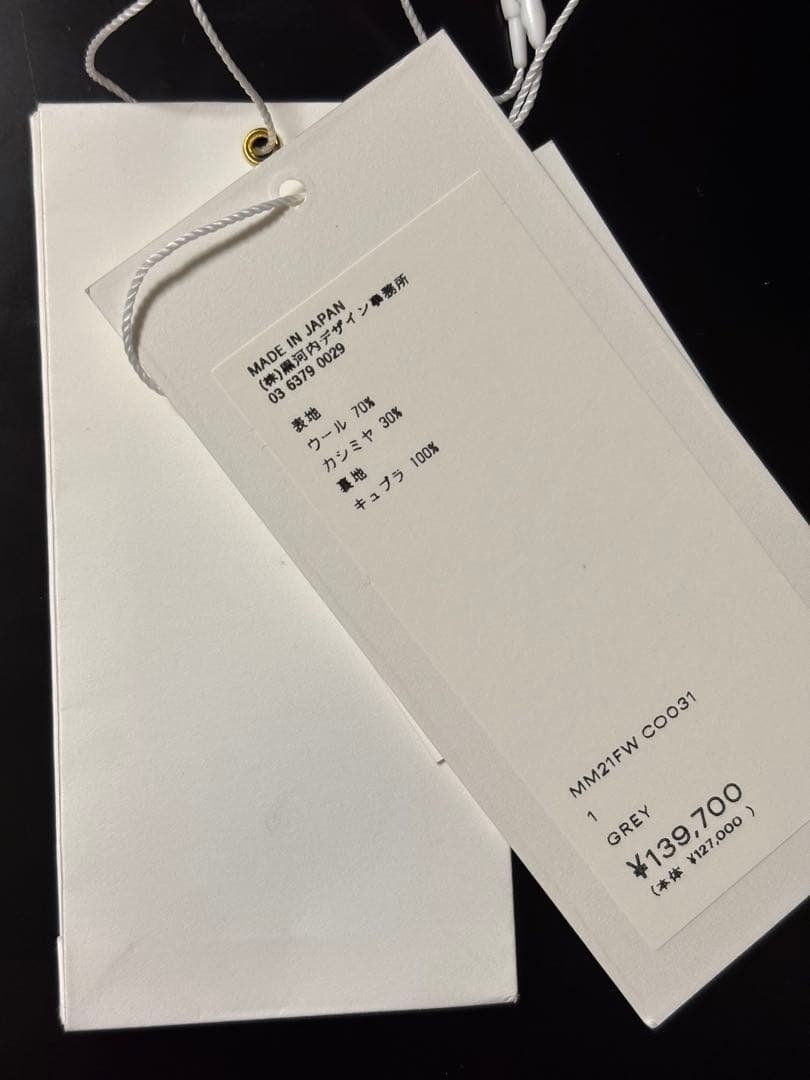 MADE IN JAPAN
(株)黒河内デザイン事務所
03 6379 0029
表地
ウール 70%
カシミヤ 30%
裏地
キュプラ 100%
MM21FW CO031
1
GREY
¥139,700
(本体 ¥127,000 )